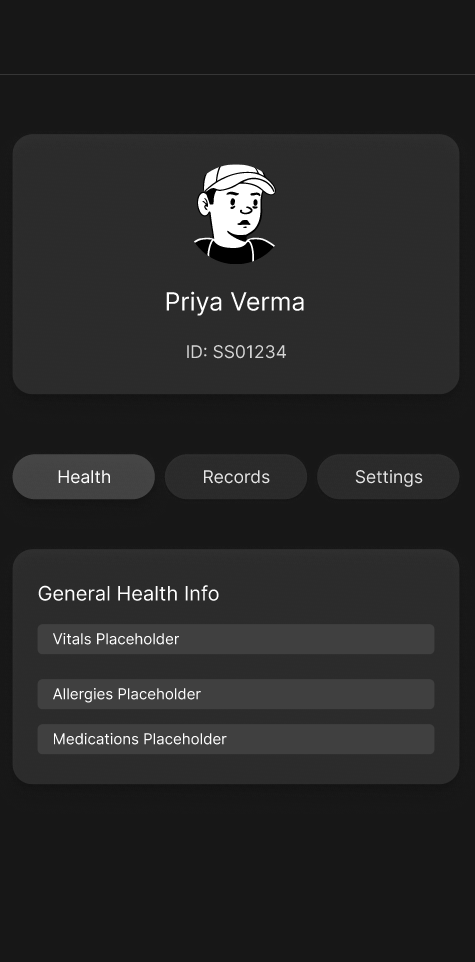 Priya Verma
ID: SS01234
Health
Records
Settings
General Health Info
Vitals Placeholder
Allergies Placeholder
Medications Placeholder